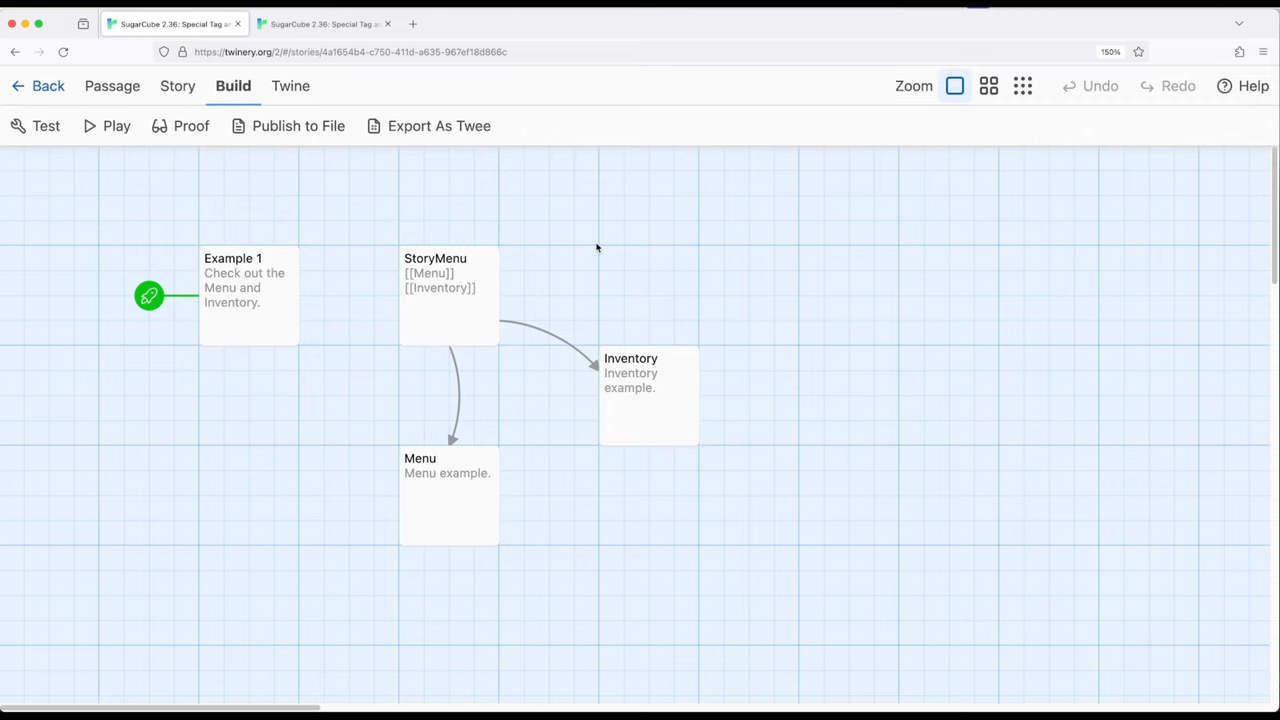 SugarCube 2.36: Special Tag an
SugarCube 2.36: Special Tag an
https://twinery.org/2/#/stories/4a1654b4-c750-411d-a635-967ef18d866c
150%
Back
Passage
Story
Build
Twine
Zoom
Undo
Redo
Help
Test
Play
Proof
Publish to File
Export As Twee
Example 1
Check out the
Menu and
Inventory.
StoryMenu
[[Menu]]
[[Inventory]]
Inventory
Inventory
example.
Menu
Menu example.